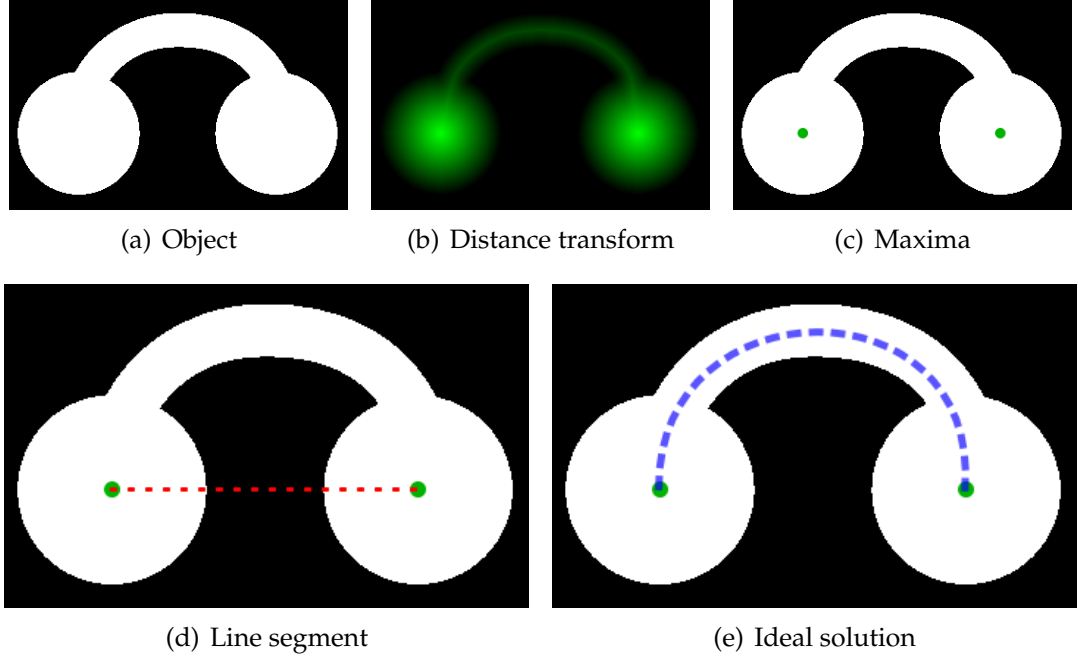 (a) Object
(b) Distance transform
(c) Maxima
(d) Line segment
(e) Ideal solution